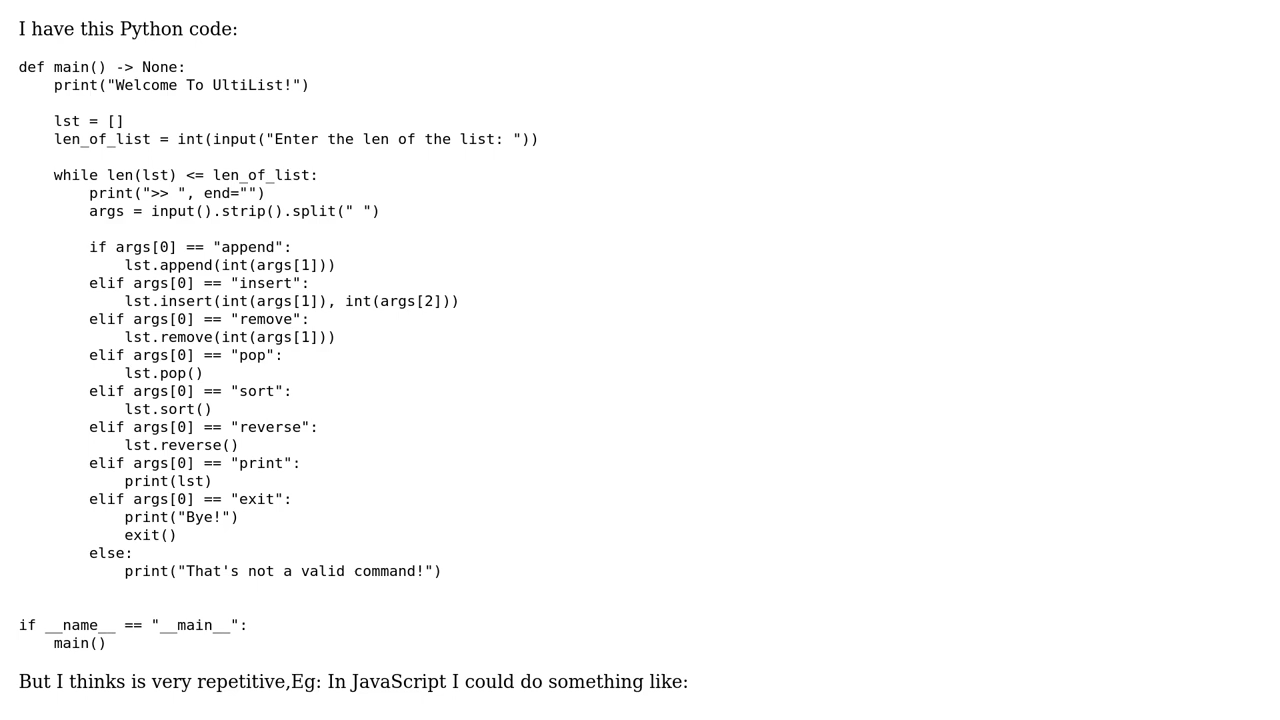 I have this Python code:
def main() -> None:
    print("Welcome To UltiList!")
    lst = []
    len_of_list = int(input("Enter the len of the list: "))
    while len(lst) <= len_of_list:
        print(">> ", end="")
        args = input().strip().split(" ")
        if args[0] == "append":
            lst.append(int(args[1]))
        elif args[0] == "insert":
            lst.insert(int(args[1]), int(args[2]))
        elif args[0] == "remove":
            lst.remove(int(args[1]))
        elif args[0] == "pop":
            lst.pop()
        elif args[0] == "sort":
            lst.sort()
        elif args[0] == "reverse":
            lst.reverse()
        elif args[0] == "print":
            print(lst)
        elif args[0] == "exit":
            print("Bye!")
            exit()
        else:
            print("That's not a valid command!")
if __name__ == "__main__":
    main()
But I thinks is very repetitive,Eg: In JavaScript I could do something like: